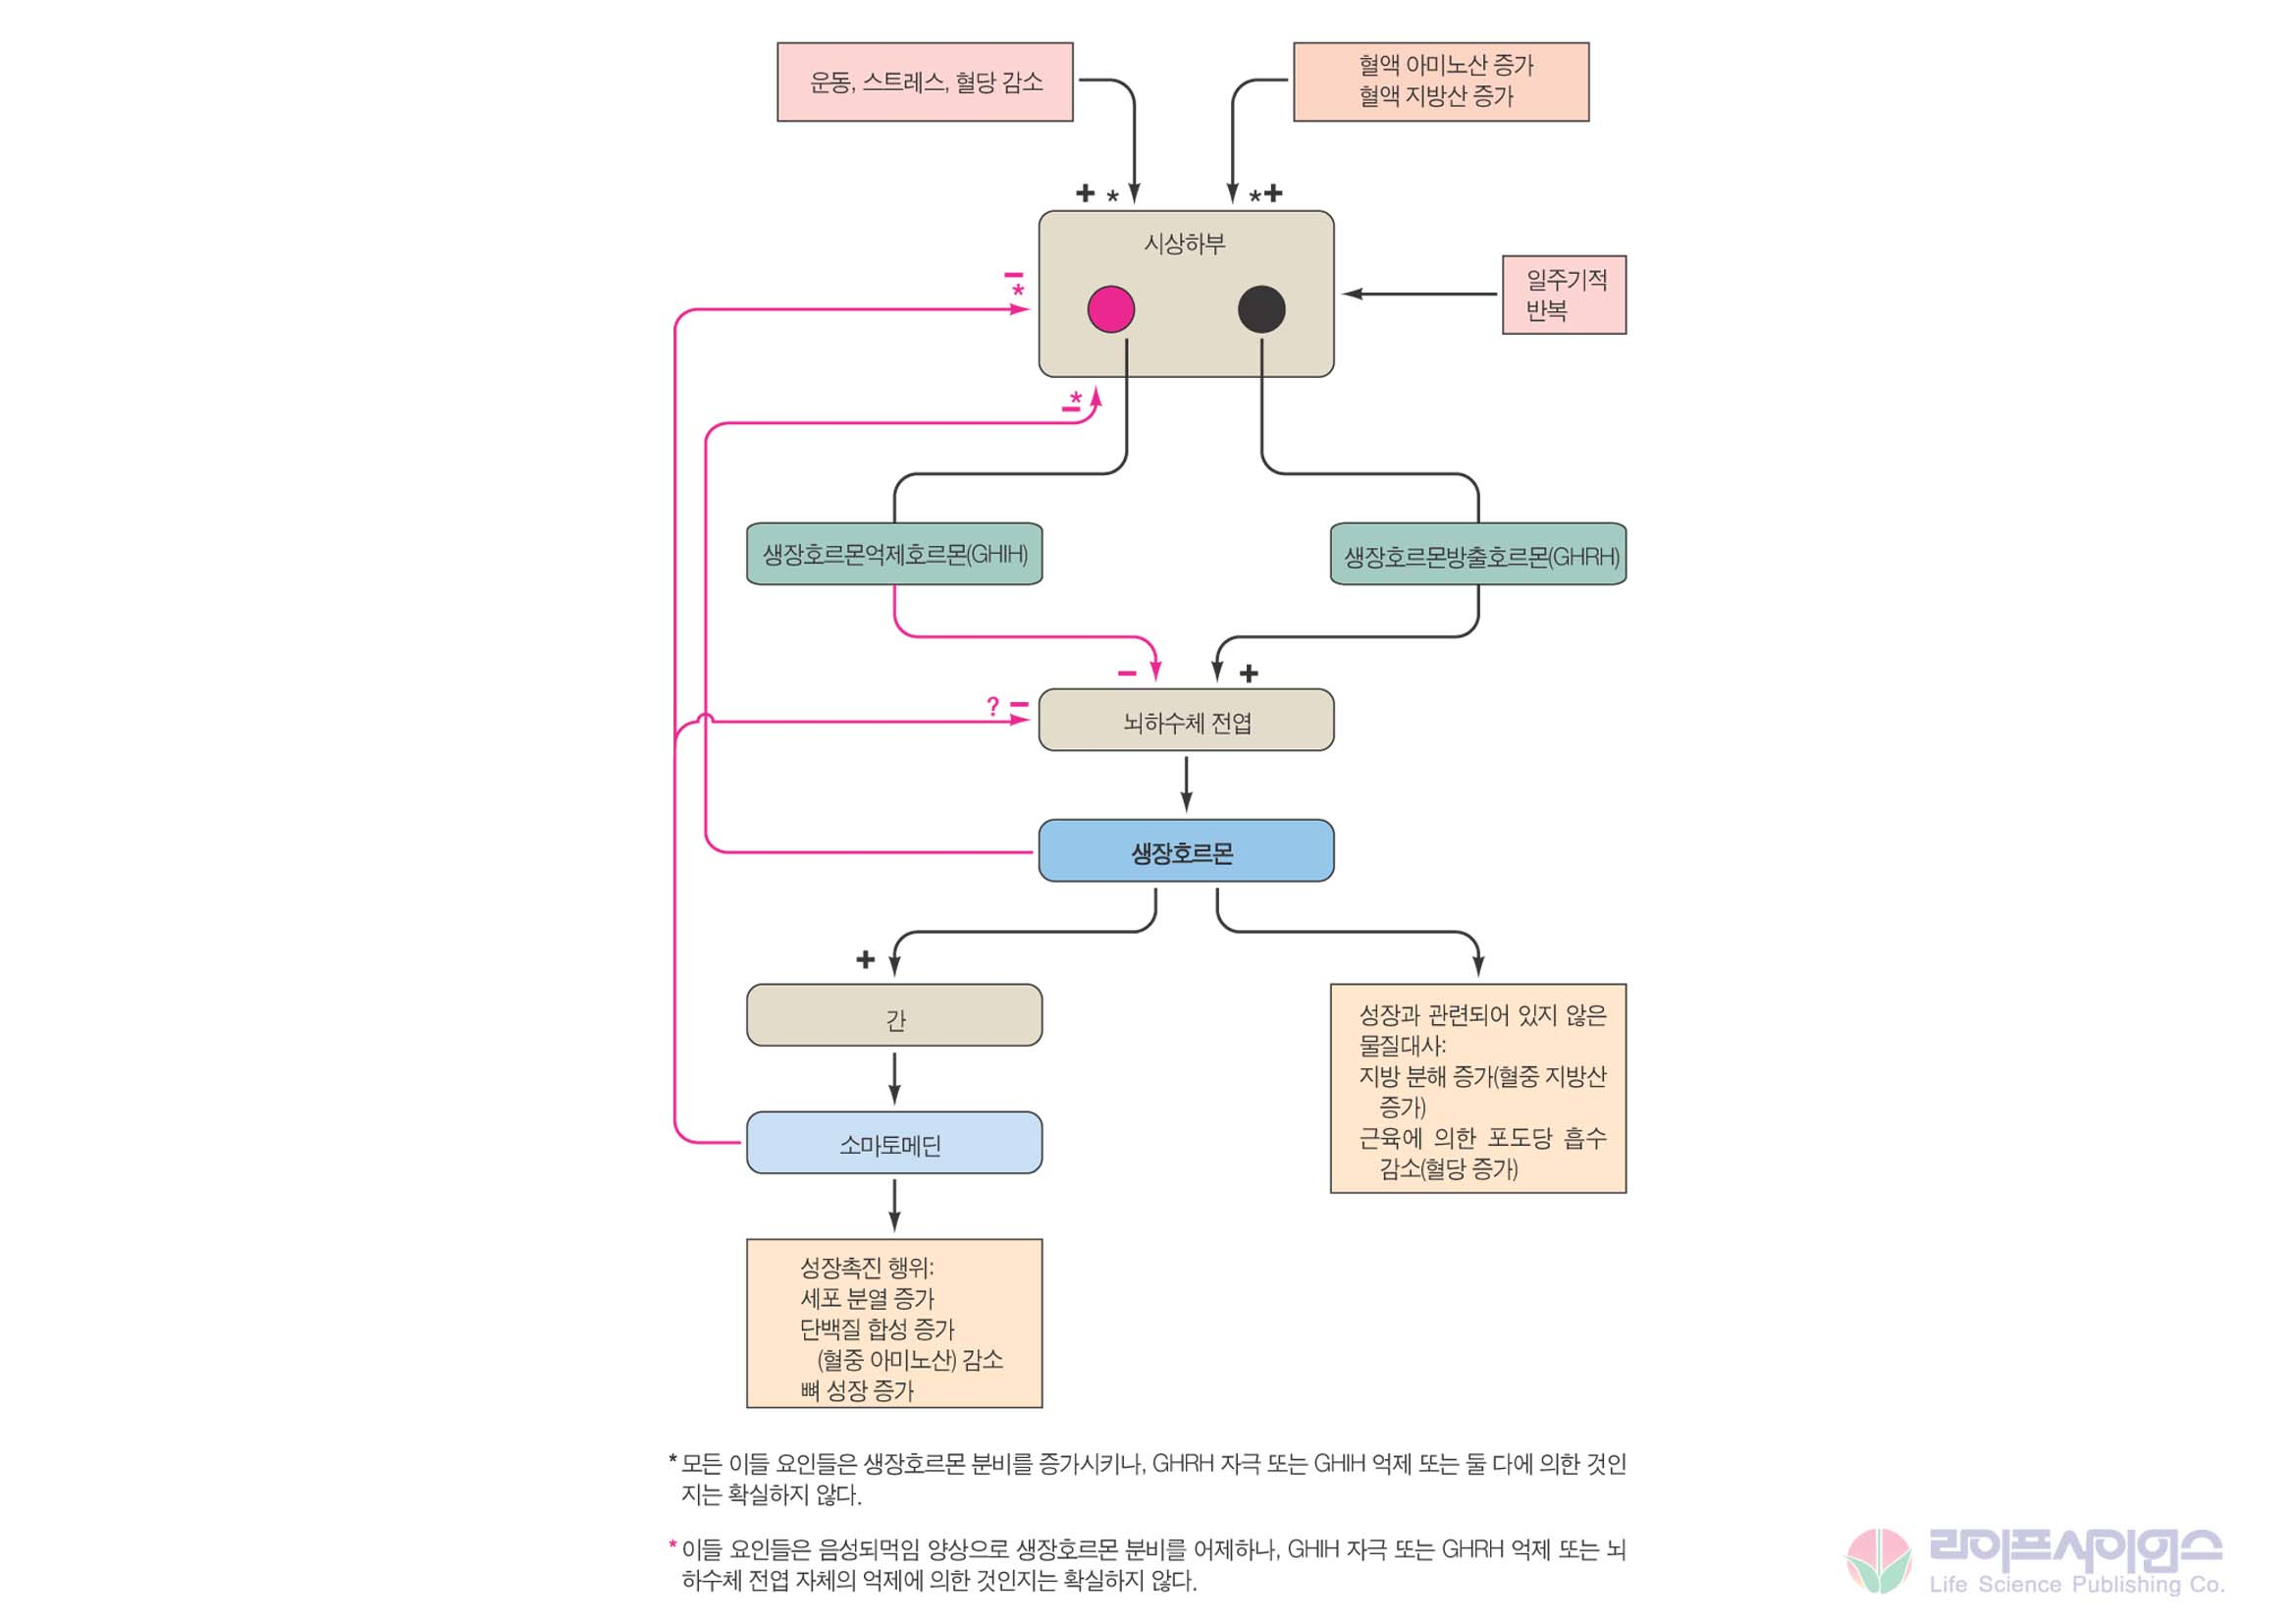 운동, 스트레스, 혈당 감소
혈액 아미노산 증가
혈액 지방산 증가
+ *
*+
시상하부
일주기적
반복
−
*
*
−
생장호르몬억제호르몬(GHIH)
생장호르몬방출호르몬(GHRH)
−
+
? −
뇌하수체 전엽
생장호르몬
+
간
성장과 관련되어 있지 않은
물질대사:
지방 분해 증가(혈중 지방산
증가)
근육에 의한 포도당 흡수
감소(혈당 증가)
소마토메딘
성장촉진 행위:
세포 분열 증가
단백질 합성 증가
(혈중 아미노산) 감소
뼈 성장 증가
* 모든 이들 요인들은 생장호르몬 분비를 증가시키나, GHRH 자극 또는 GHIH 억제 또는 둘 다에 의한 것인
지는 확실하지 않다.
* 이들 요인들은 음성되먹임 양상으로 생장호르몬 분비를 어제하나, GHIH 자극 또는 GHRH 억제 또는 뇌
하수체 전엽 자체의 억제에 의한 것인지는 확실하지 않다.
라이프사이언스
Life Science Publishing Co.